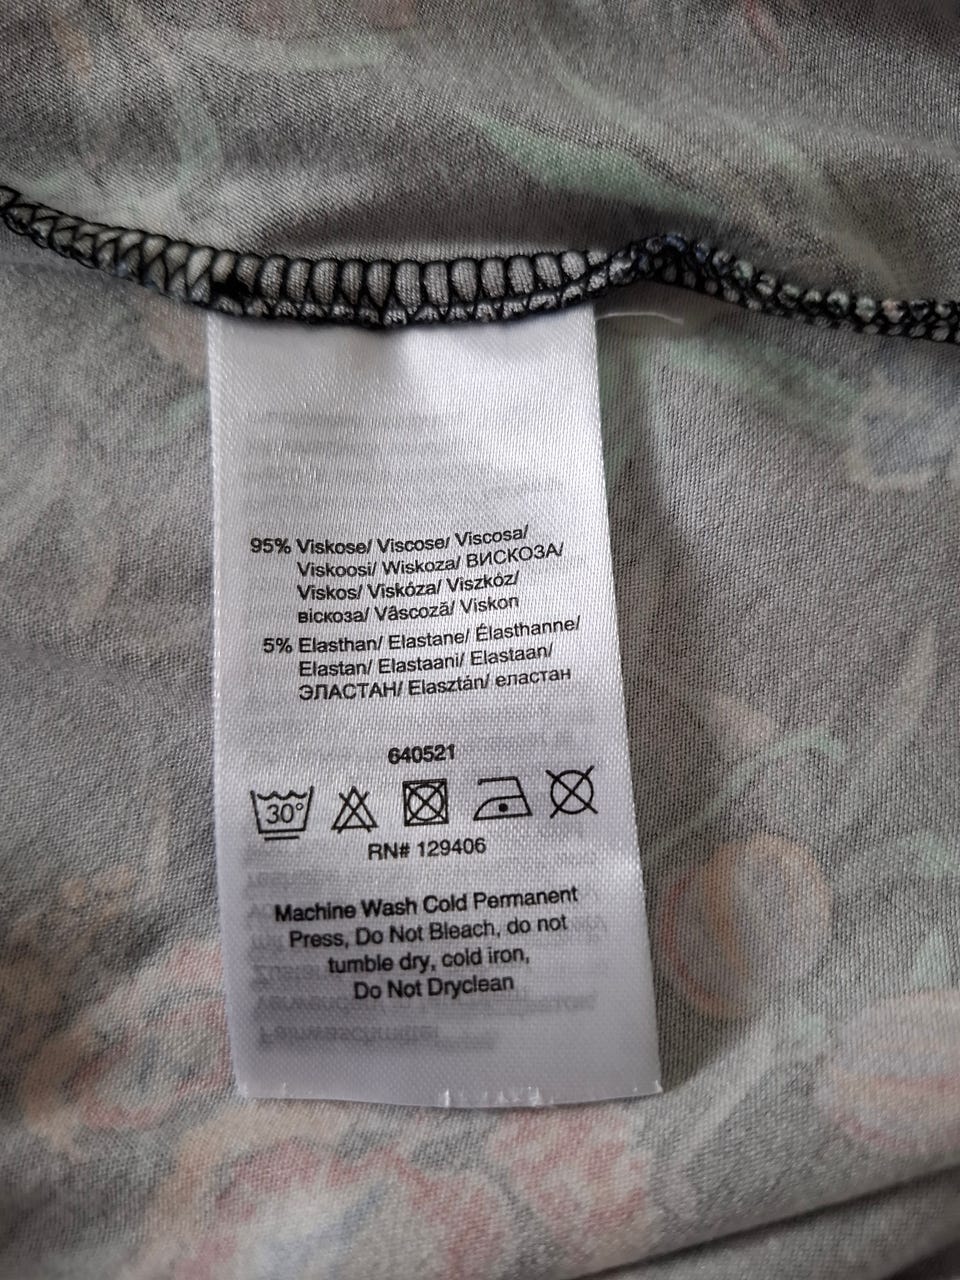 95% Viskose/ Viscose/ Viscosa/
Viskoosi/ Wiskoza/ ВИСКОЗА/
Viskos/ Viskóza/ Viszkóz/
віскоза/ Vâscoză/ Viskon
5% Elasthan/ Elastane/ Élasthanne/
Elastan/ Elastaani/ Elastaan/
ЭЛАСТАН/ Elasztán/ еластан
640521
30°
RN# 129406
Machine Wash Cold Permanent
Press, Do Not Bleach, do not
tumble dry, cold iron,
Do Not Dryclean